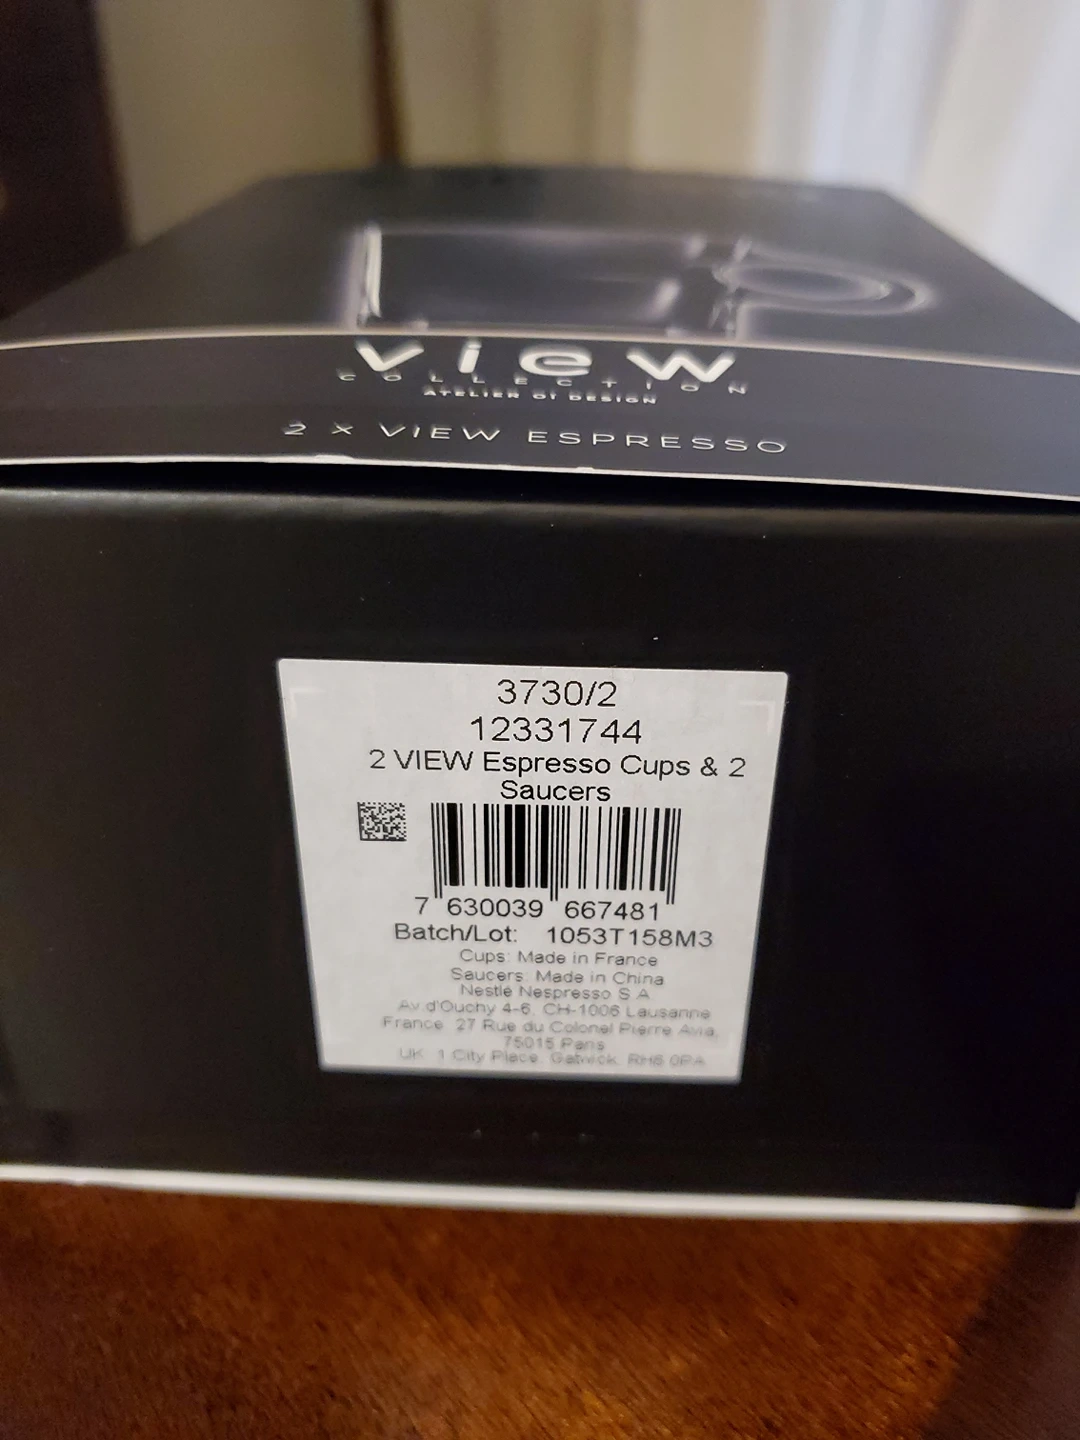 view
COLLECTION
ATELIER OÏ DESIGN
2 X VIEW ESPRESSO
3730/2
12331744
2 VIEW Espresso Cups & 2
Saucers
7 630039 667481
Batch/Lot: 1053T158M3
Cups: Made in France
Saucers: Made in China
Nestlé Nespresso S.A.
Av.d'Ouchy 4-6, CH-1006 Lausanne
France: 27 Rue du Colonel Pierre Avia,
75015 Paris
UK: 1 City Place, Gatwick, RH6 0PA